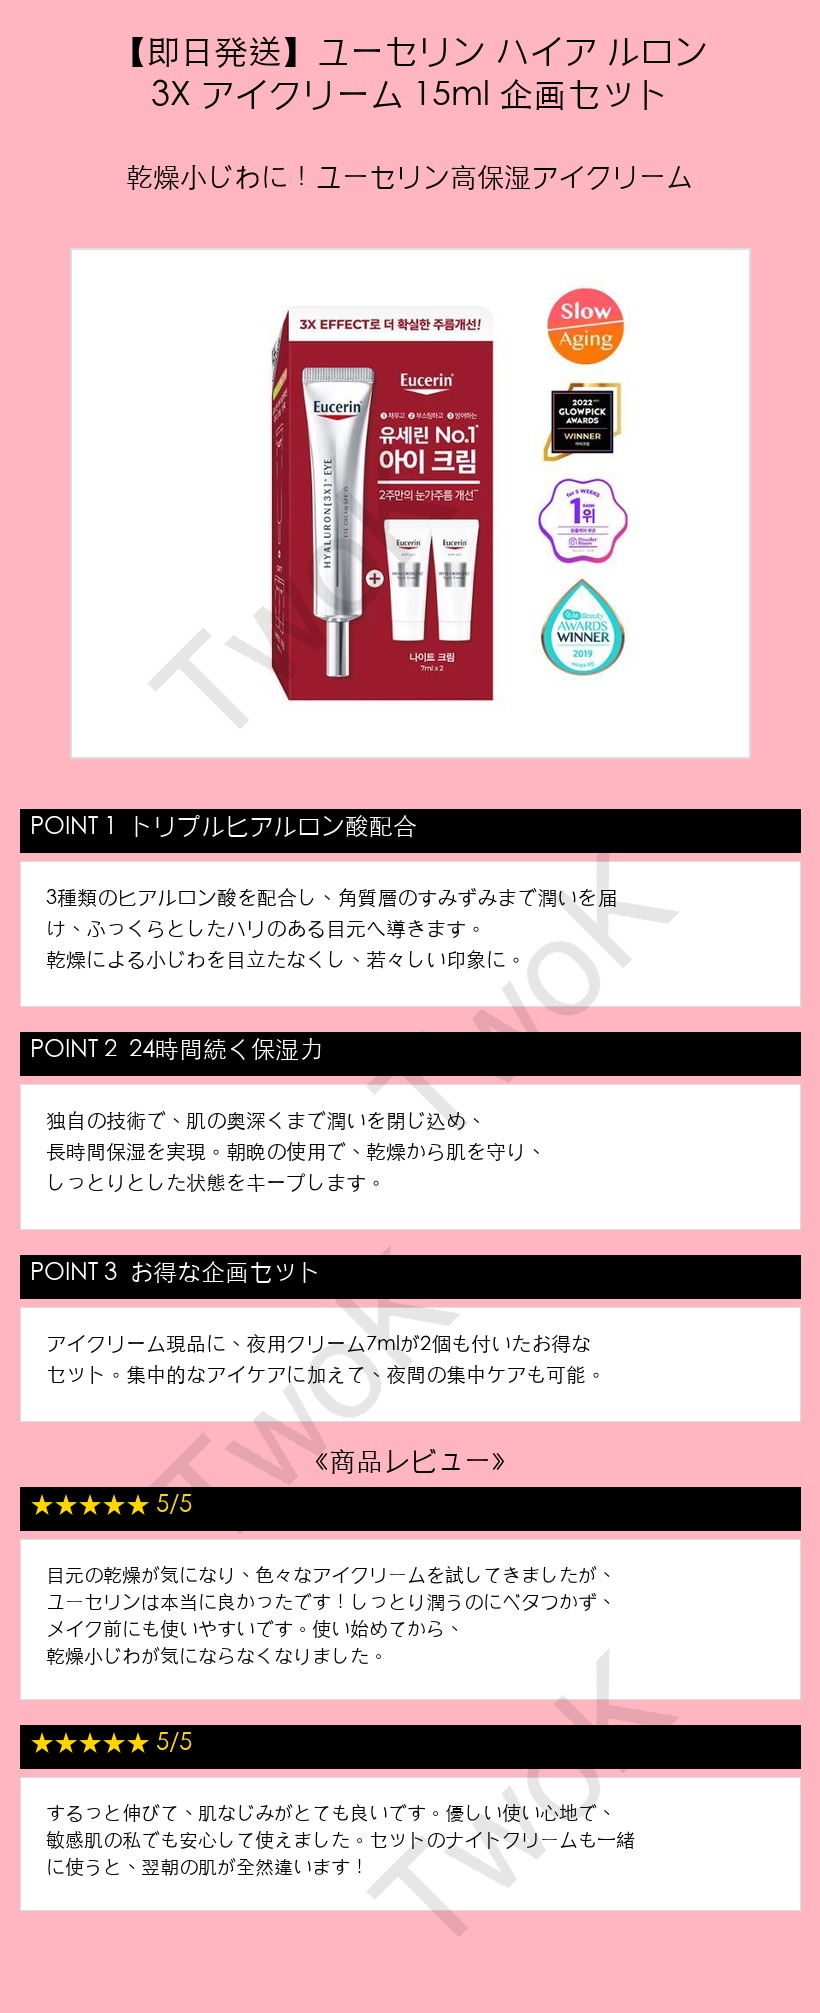 【即日発送】ユーセリン ハイア ルロン
3X アイクリーム 15ml 企画セット
乾燥小じわに！ユーセリン高保湿アイクリーム
3X EFFECT로 더 확실한 주름개선!
Eucerin
Eucerin
❶ 채우고 ❷ 부스팅하고 ❸ 방어하는
유세린 No.1*
아이 크림
2주만의 눈가주름 개선**
HYALURON [3X]+ EYE
EYE CREAM SPF 15
Eucerin
Eucerin
나이트 크림
7ml x 2
Slow
Aging
2022
GLOWPICK
AWARDS
WINNER
for 5 WEEKS
RANK
1위
Beauty
AWARDS
WINNER
2019
POINT 1 トリプルヒアルロン酸配合
3種類のヒアルロン酸を配合し、角質層のすみずみまで潤いを届
け、ふっくらとしたハリのある目元へ導きます。
乾燥による小じわを目立たなくし、若々しい印象に。
POINT 2 24時間続く保湿力
独自の技術で、肌の奥深くまで潤いを閉じ込め、
長時間保湿を実現。朝晩の使用で、乾燥から肌を守り、
しっとりとした状態をキープします。
POINT 3 お得な企画セット
アイクリーム現品に、夜用クリーム7mlが2個も付いたお得な
セット。集中的なアイケアに加えて、夜間の集中ケアも可能。
《商品レビュー》
★★★★★ 5/5
目元の乾燥が気になり、色々なアイクリームを試してきましたが、
ユーセリンは本当に良かったです！しっとり潤うのにベタつかず、
メイク前にも使いやすいです。使い始めてから、
乾燥小じわが気にならなくなりました。
★★★★★ 5/5
するっと伸びて、肌なじみがとても良いです。優しい使い心地で、
敏感肌の私でも安心して使えました。セットのナイトクリームも一緒
に使うと、翌朝の肌が全然違います！
TwoK
TwoK
TwoK
TwoK